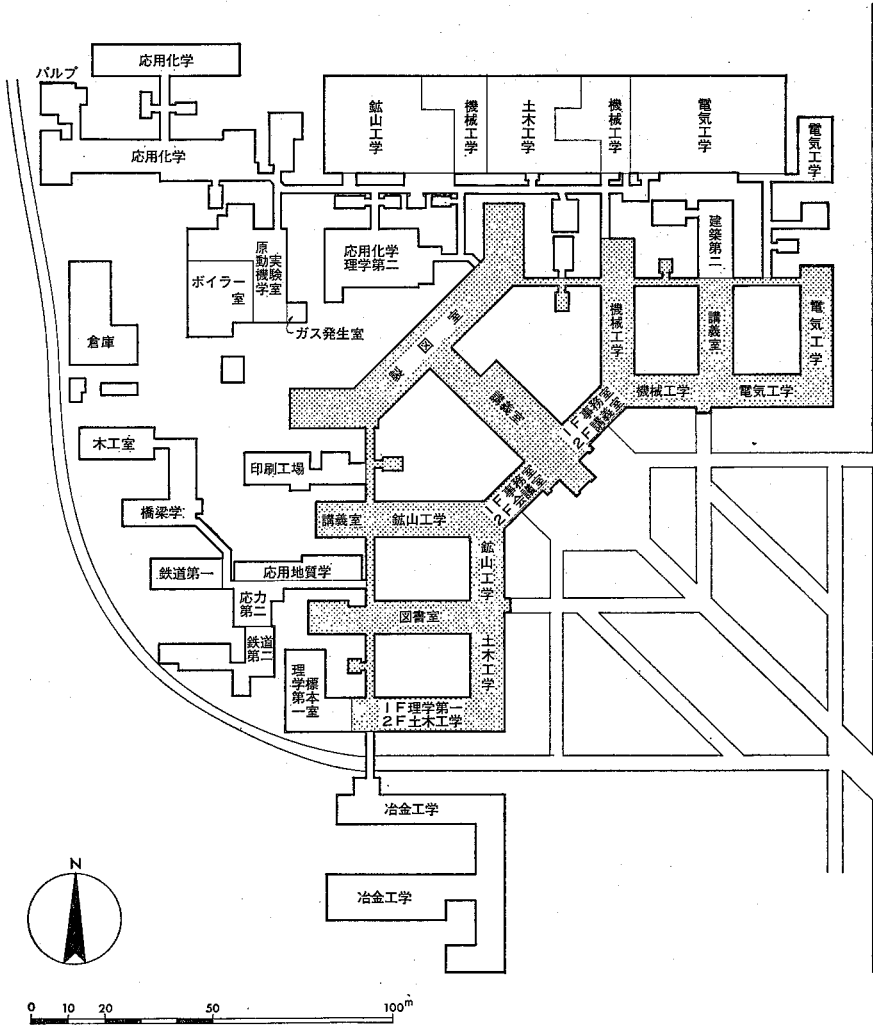 応用化学
パルプ
応用化学
鉱山工学
機械工学
土木工学
機械工学
電気工学
電気工学
原動機学
実験室
ボイラー室
ガス発生室
応用化学
理学第二
建築第二
倉庫
製図室
講義室
機械工学
講義室
電気工学
機械工学
電気工学
1F事務室
2F講義室
木工室
印刷工場
橋梁学
1F事務室
2F会議室
講義室
鉱山工学
鉱山工学
鉄道第一
応用地質学
応力第二
図書室
鉄道第二
土木工学
理学第一
標本室
1F理学第一
2F土木工学
冶金工学
冶金工学
N
0 10 20 50 100m